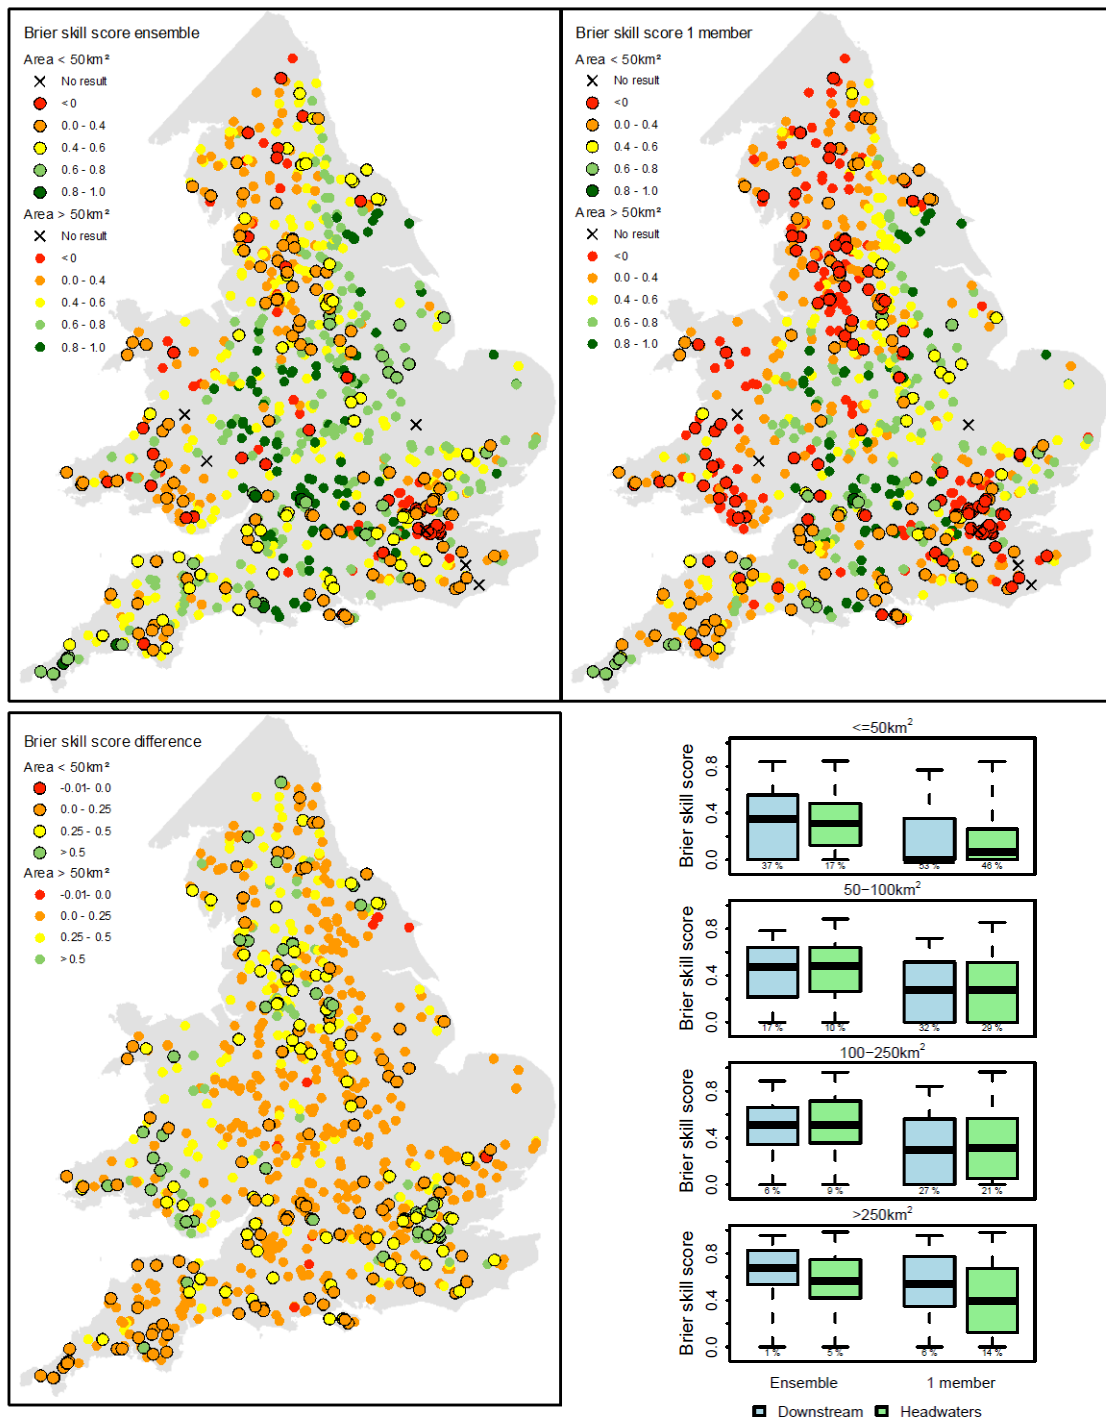 Brier skill score ensemble
Area < 50km²
No result
<0
0.0 - 0.4
0.4 - 0.6
0.6 - 0.8
0.8 - 1.0
Area > 50km²
No result
<0
0.0 - 0.4
0.4 - 0.6
0.6 - 0.8
0.8 - 1.0
Brier skill score 1 member
Area < 50km²
No result
<0
0.0 - 0.4
0.4 - 0.6
0.6 - 0.8
0.8 - 1.0
Area > 50km²
No result
<0
0.0 - 0.4
0.4 - 0.6
0.6 - 0.8
0.8 - 1.0
Brier skill score difference
Area < 50km²
-0.01- 0.0
0.0 - 0.25
0.25 - 0.5
>0.5
Area > 50km²
-0.01- 0.0
0.0 - 0.25
0.25 - 0.5
>0.5
<=50km²
Brier skill score
0.8
0.4
0.0
37 % 17 % 53 % 46 %
50−100km²
Brier skill score
0.8
0.4
0.0
17 % 10 % 32 % 29 %
100−250km²
Brier skill score
0.8
0.4
0.0
6 % 9 % 27 % 21 %
>250km²
Brier skill score
0.8
0.4
0.0
1 % 5 % 6 % 14 %
Ensemble 1 member
Downstream Headwaters